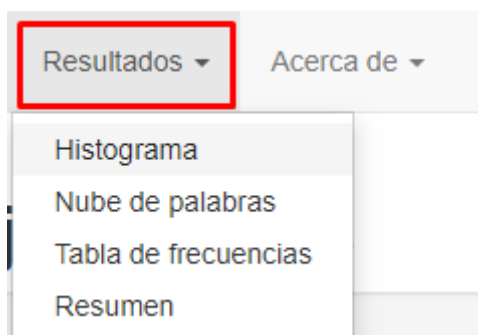 Resultados Acerca de
Histograma
Nube de palabras
Tabla de frecuencias
Resumen